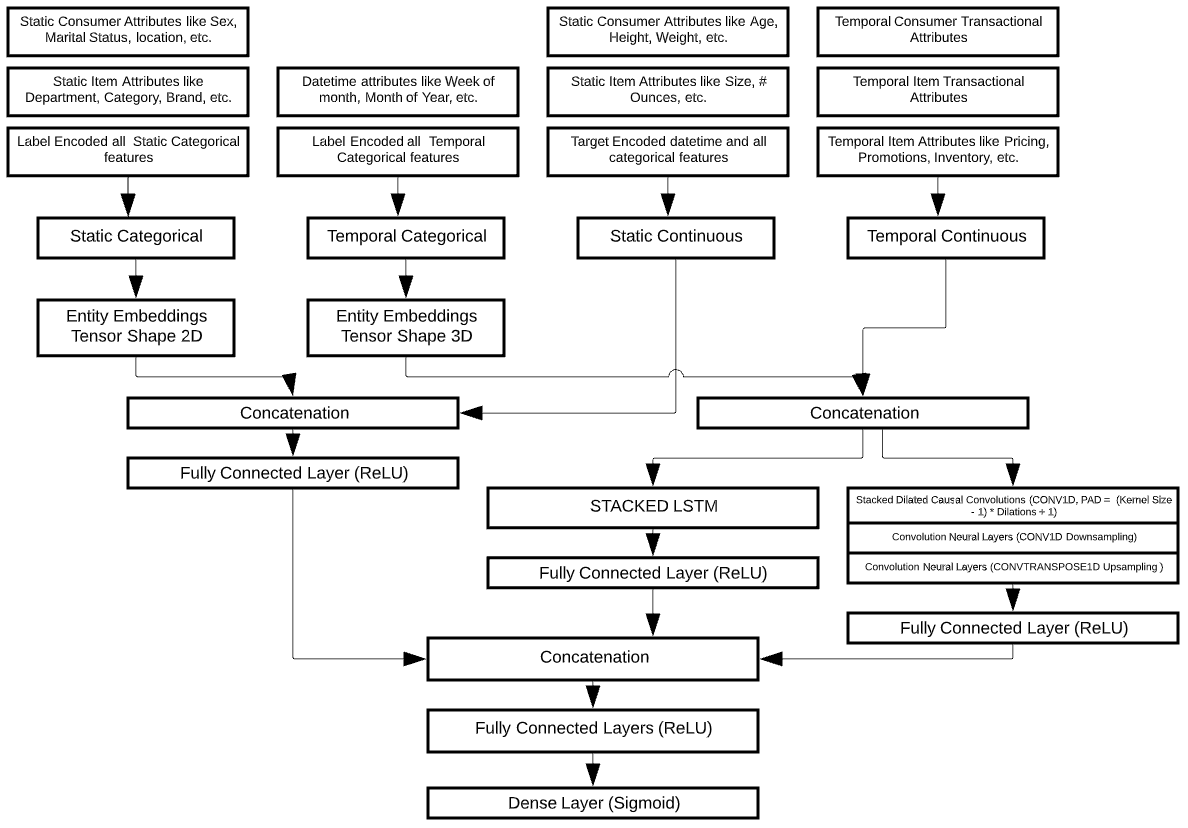 Static Consumer Attributes like Sex,
Marital Status, location, etc.
Static Item Attributes like
Department, Category, Brand, etc.
Label Encoded all Static Categorical
features
Datetime attributes like Week of
month, Month of Year, etc.
Label Encoded all Temporal
Categorical features
Static Consumer Attributes like Age,
Height, Weight, etc.
Static Item Attributes like Size, #
Ounces, etc.
Target Encoded datetime and all
categorical features
Temporal Consumer Transactional
Attributes
Temporal Item Transactional
Attributes
Temporal Item Attributes like Pricing,
Promotions, Inventory, etc.
Static Categorical
Temporal Categorical
Static Continuous
Temporal Continuous
Entity Embeddings
Tensor Shape 2D
Entity Embeddings
Tensor Shape 3D
Concatenation
Concatenation
Fully Connected Layer (ReLU)
STACKED LSTM
Stacked Dilated Causal Convolutions (CONV1D, PAD = (Kernel Size
- 1) * Dilations + 1)
Convolution Neural Layers (CONV1D Downsampling)
Convolution Neural Layers (CONVTRANSPOSE1D Upsampling )
Fully Connected Layer (ReLU)
Fully Connected Layer (ReLU)
Concatenation
Fully Connected Layers (ReLU)
Dense Layer (Sigmoid)